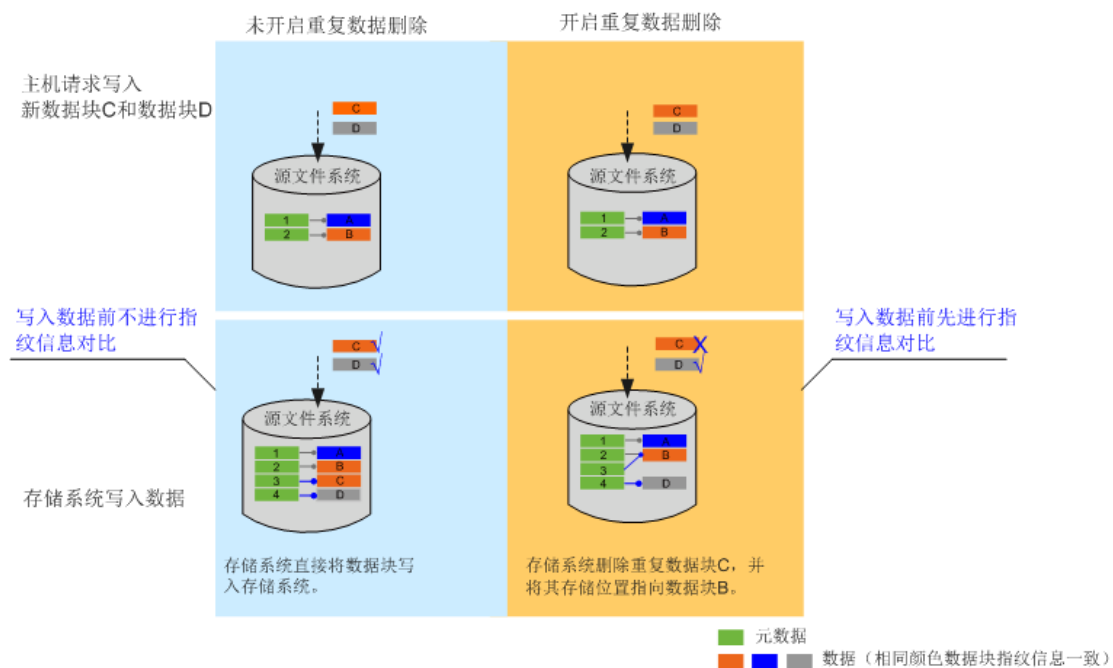 未开启重复数据删除
开启重复数据删除
主机请求写入
新数据块C和数据块D
C
D
源文件系统
1
A
2
B
C
D
源文件系统
1
A
2
B
写入数据前不进行指
纹信息对比
写入数据前先进行指
纹信息对比
C√
D√
源文件系统
1
A
2
B
3
C
4
D
C X
D√
源文件系统
1
A
2
B
3
4
D
存储系统写入数据
存储系统直接将数据块写
入存储系统。
存储系统删除重复数据块C，并
将其存储位置指向数据块B。
元数据
数据（相同颜色数据块指纹信息一致）